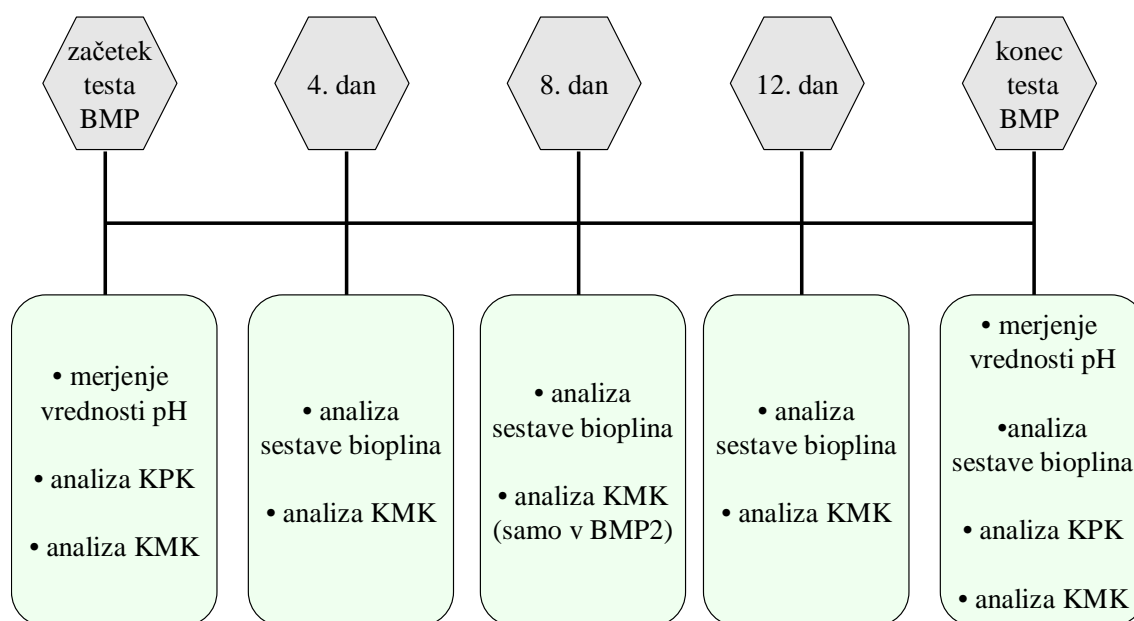 začetek
testa
BMP
4. dan
8. dan
12. dan
konec
testa
BMP
• merjenje
vrednosti pH
• analiza KPK
• analiza KMK
• analiza
sestave bioplina
• analiza KMK
• analiza
sestave bioplina
• analiza KMK
(samo v BMP2)
• analiza
sestave bioplina
• analiza KMK
• merjenje
vrednosti pH
•analiza
sestave bioplina
• analiza KPK
• analiza KMK